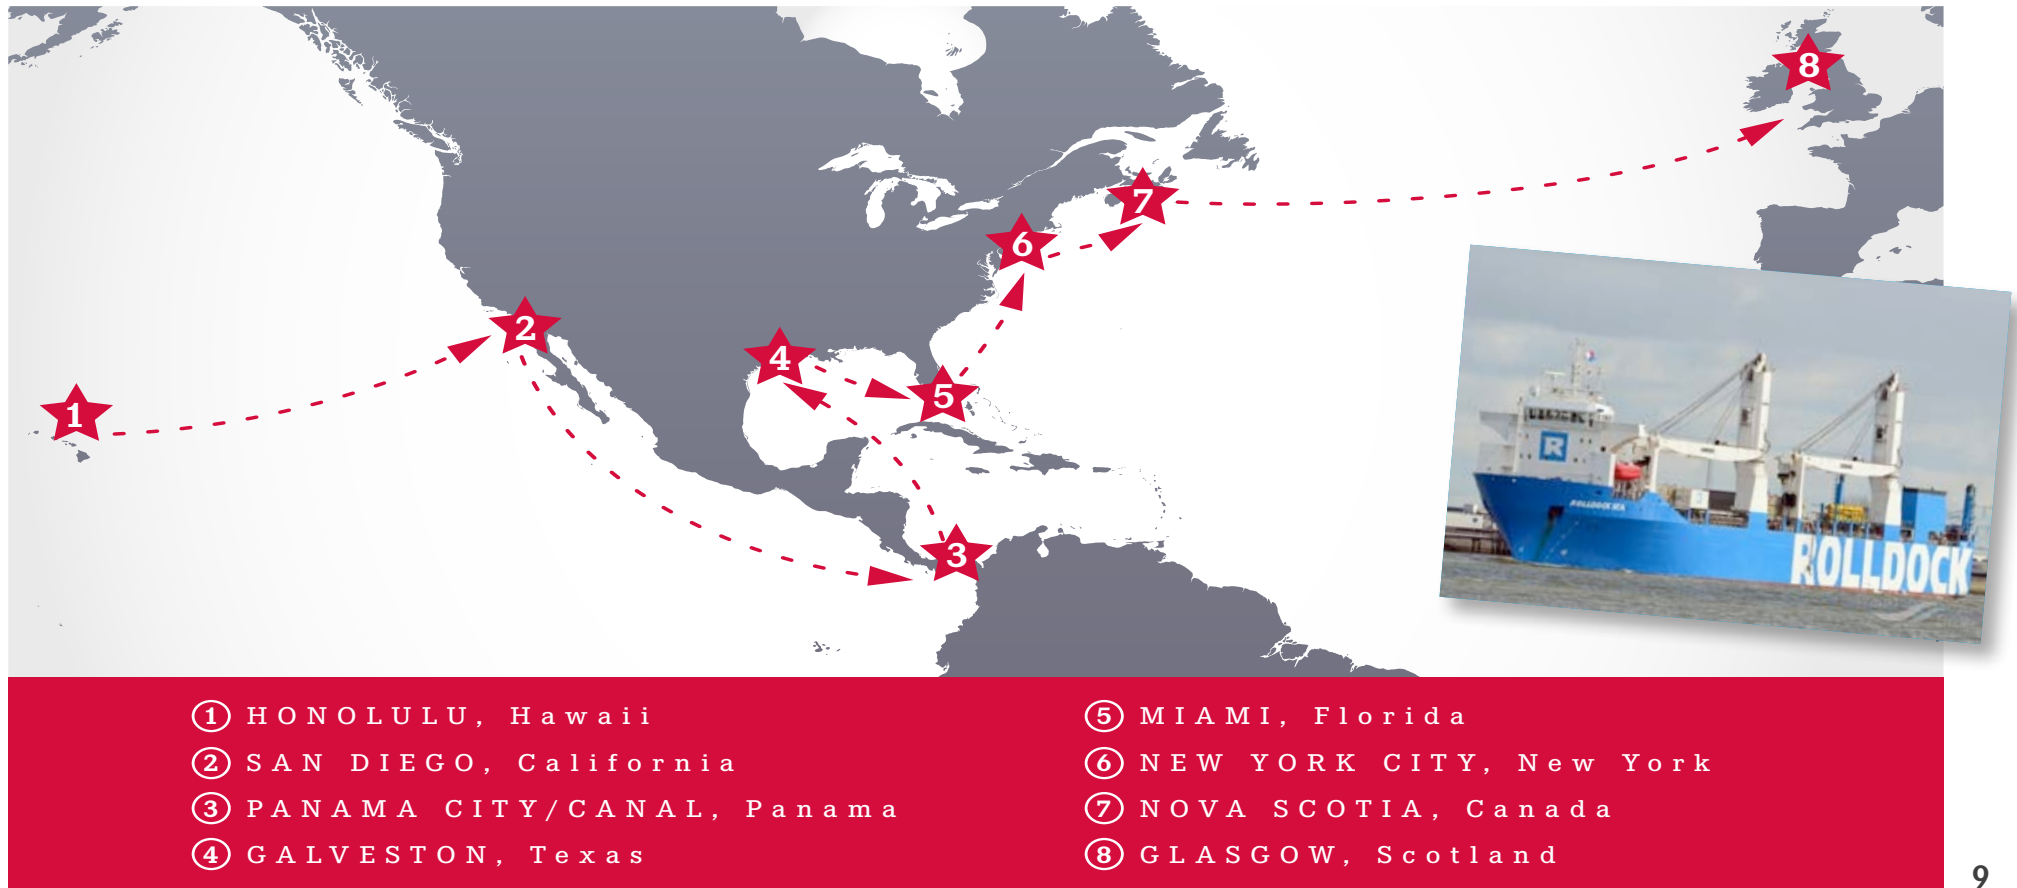 1
2
3
4
5
6
7
8
R
ROLLDOCK SEA
ROLLDOCK
1 HONOLULU, Hawaii
2 SAN DIEGO, California
3 PANAMA CITY/CANAL, Panama
4 GALVESTON, Texas
5 MIAMI, Florida
6 NEW YORK CITY, New York
7 NOVA SCOTIA, Canada
8 GLASGOW, Scotland
9